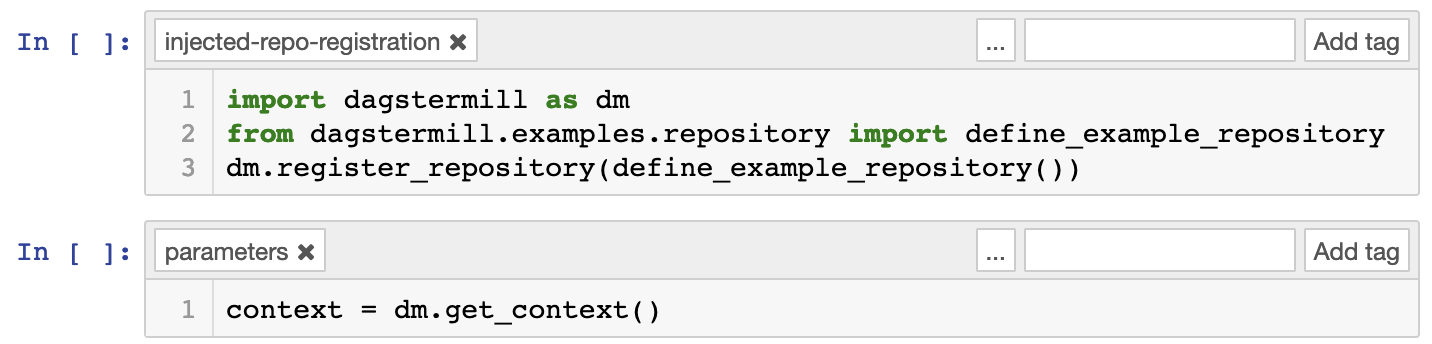 In [ ]:
injected-repo-registration ✖ ... Add tag
1 import dagstermill as dm
2 from dagstermill.examples.repository import define_example_repository
3 dm.register_repository(define_example_repository())
In [ ]:
parameters ✖ ... Add tag
1 context = dm.get_context()